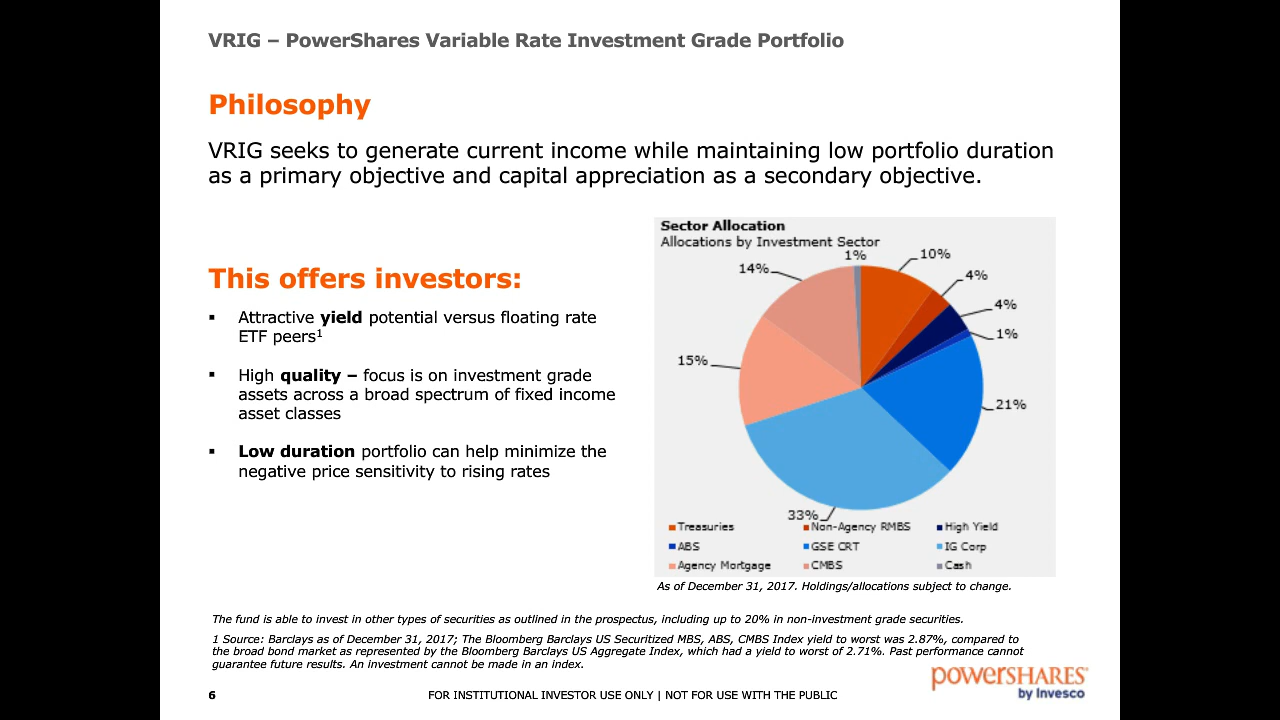 VRIG – PowerShares Variable Rate Investment Grade Portfolio
Philosophy
VRIG seeks to generate current income while maintaining low portfolio duration
as a primary objective and capital appreciation as a secondary objective.
This offers investors:
▪ Attractive yield potential versus floating rate
ETF peers¹
▪ High quality – focus is on investment grade
assets across a broad spectrum of fixed income
asset classes
▪ Low duration portfolio can help minimize the
negative price sensitivity to rising rates
Sector Allocation
Allocations by Investment Sector
1%
10%
14%
4%
4%
1%
15%
21%
33%
Treasuries Non-Agency RMBS High Yield
ABS GSE CRT IG Corp
Agency Mortgage CMBS Cash
As of December 31, 2017. Holdings/allocations subject to change.
The fund is able to invest in other types of securities as outlined in the prospectus, including up to 20% in non-investment grade securities.
1 Source: Barclays as of December 31, 2017; The Bloomberg Barclays US Securitized MBS, ABS, CMBS Index yield to worst was 2.87%, compared to
the broad bond market as represented by the Bloomberg Barclays US Aggregate Index, which had a yield to worst of 2.71%. Past performance cannot
guarantee future results. An investment cannot be made in an index.
powerSHARES®
by Invesco
6 FOR INSTITUTIONAL INVESTOR USE ONLY | NOT FOR USE WITH THE PUBLIC